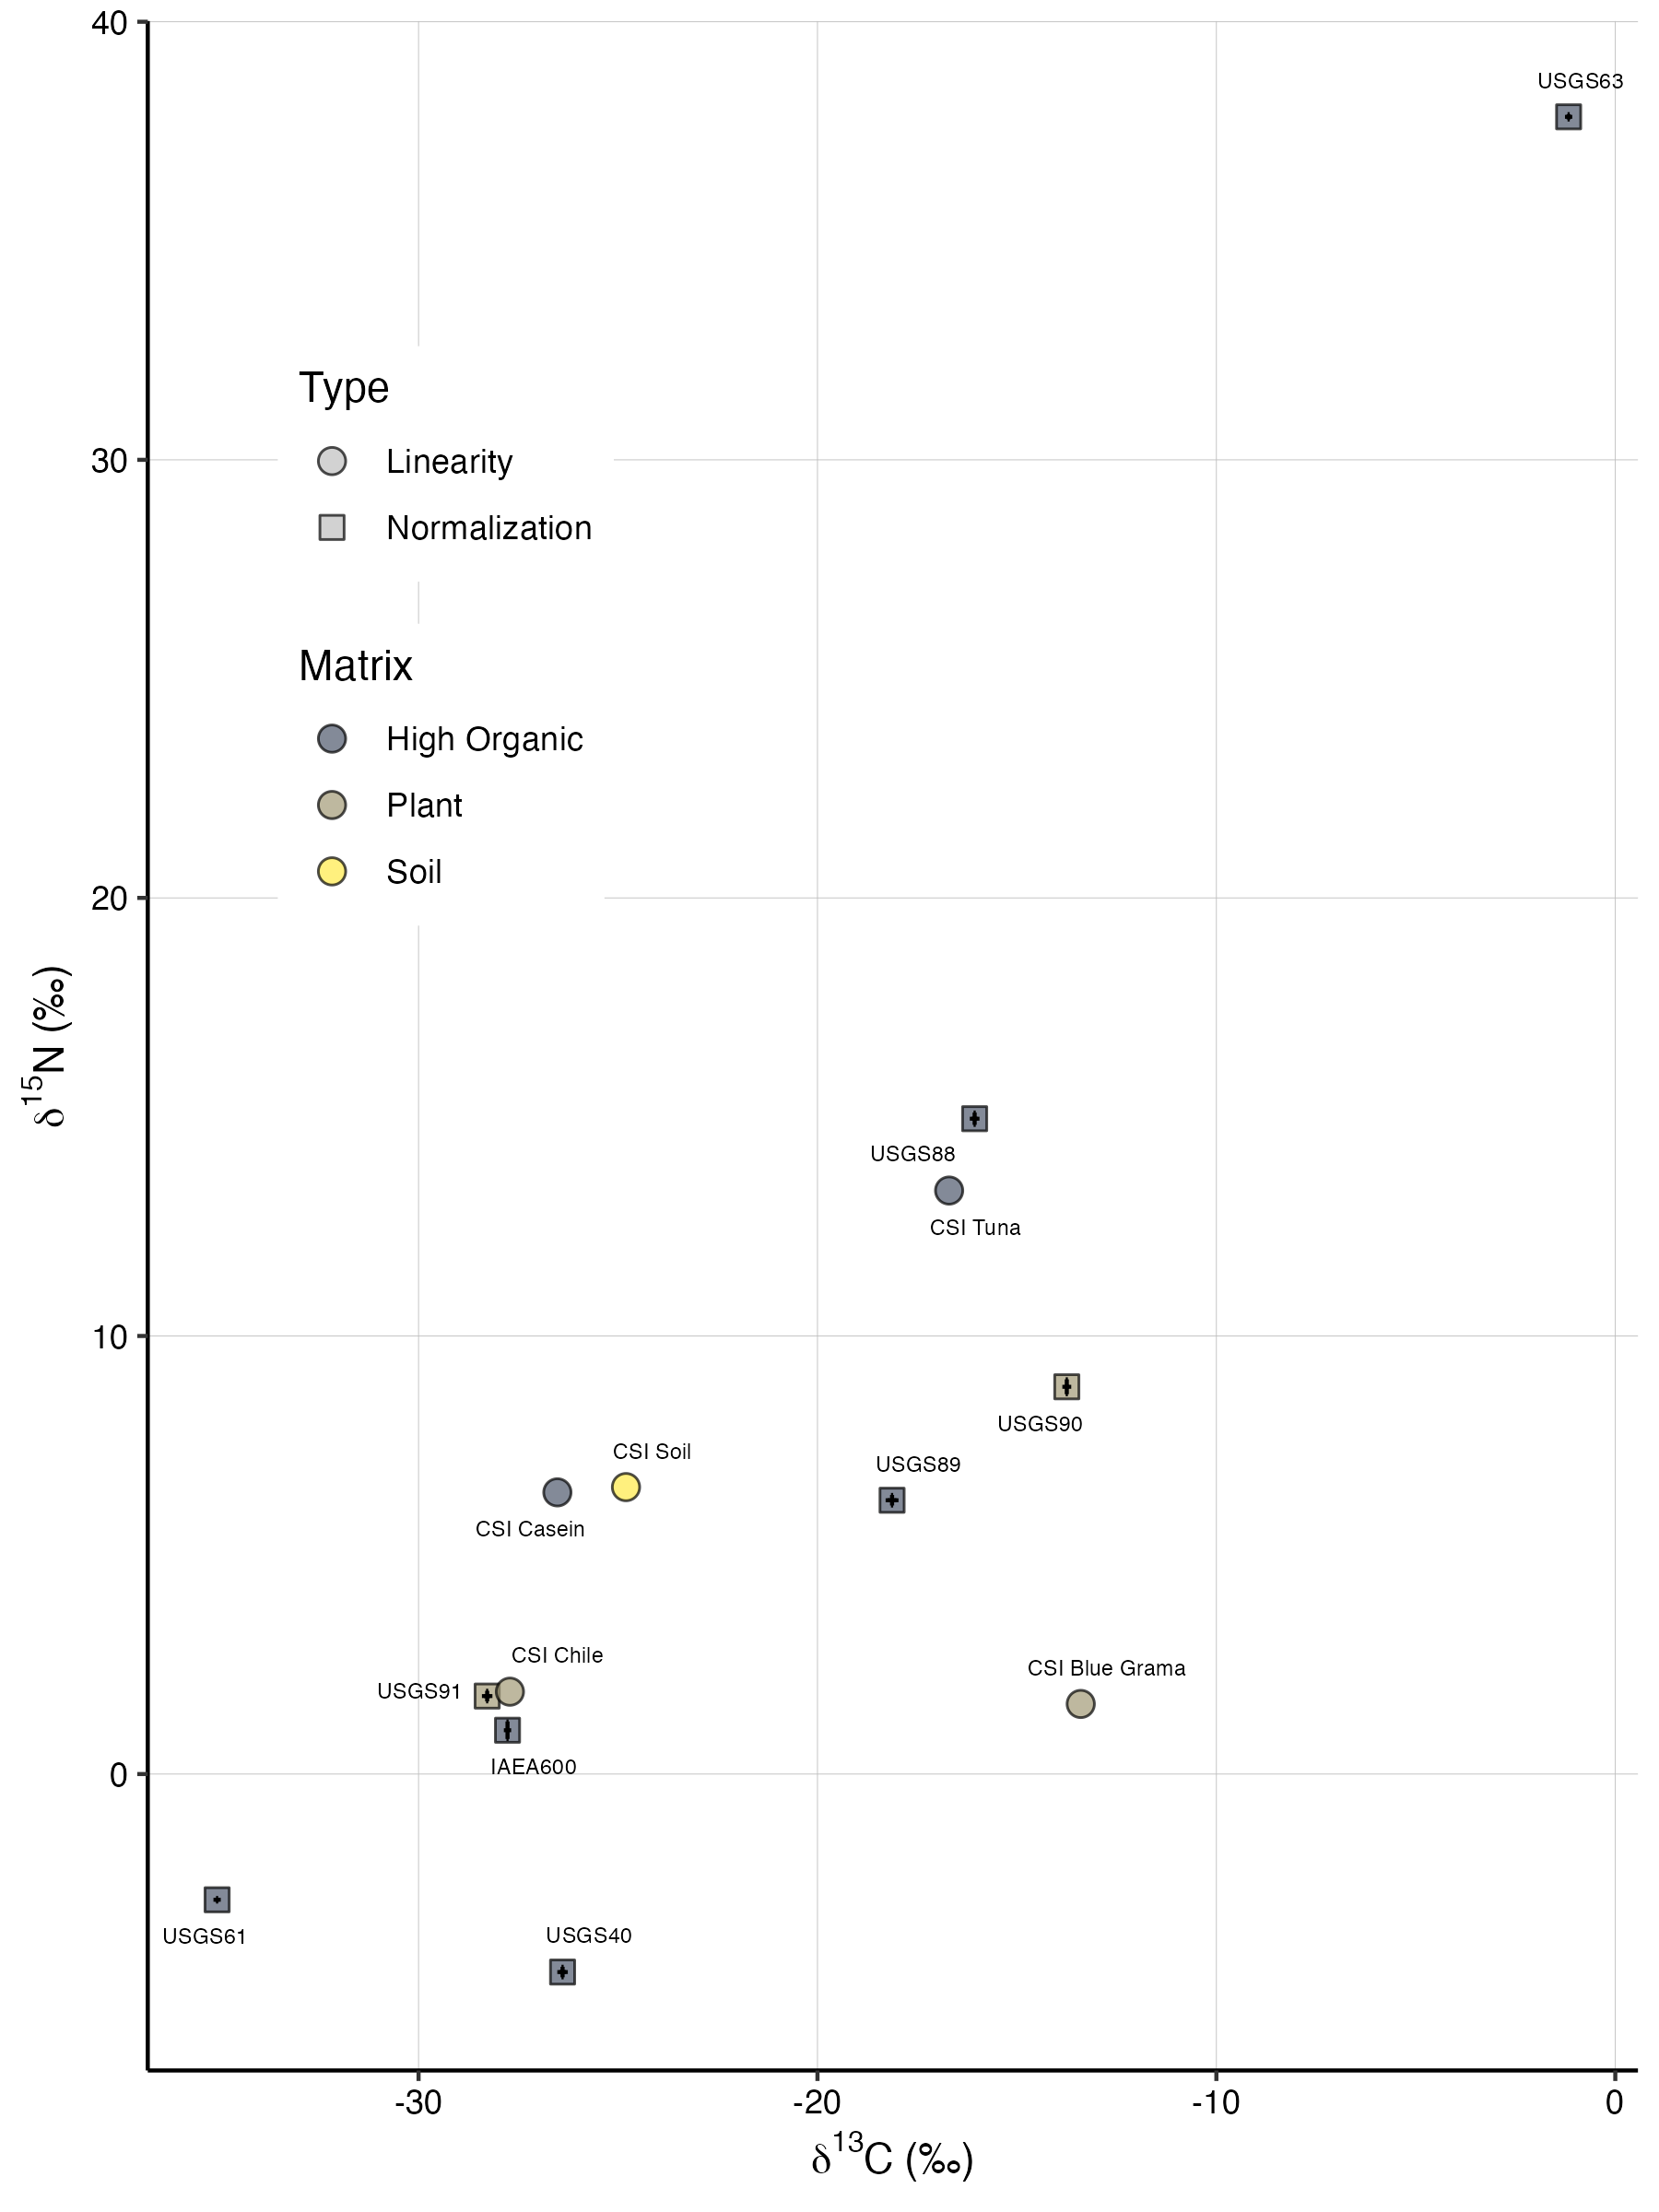 40
USGS63
Type
30
Linearity
Normalization
Matrix
High Organic
Plant
Soil
20
δ15N (‰)
USGS88
CSI Tuna
10
USGS90
CSI Soil
USGS89
CSI Casein
CSI Chile
CSI Blue Grama
USGS91
IAEA600
0
USGS61
USGS40
-30
-20
-10
0
δ13C (‰)